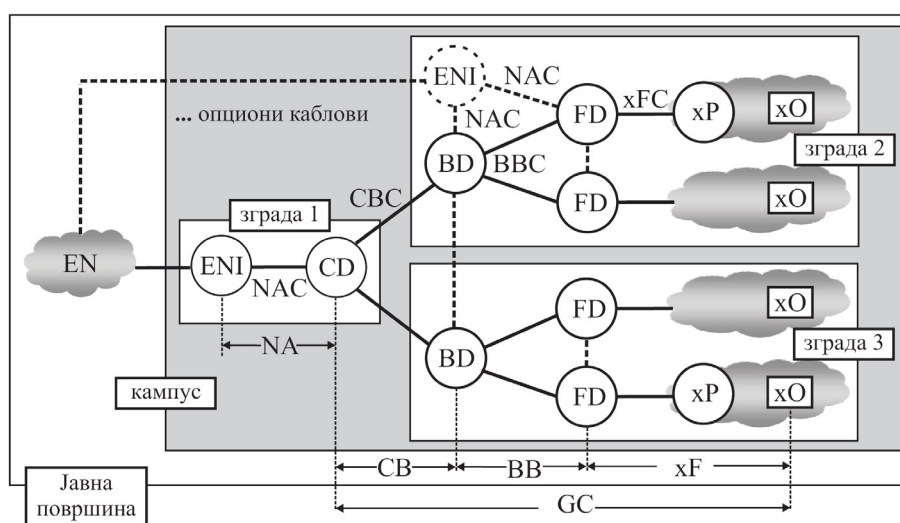 ENI
NAC
FD
xFC
xP
xO
... опциони каблови
NAC
зграда 2
BD
BBC
FD
xO
CBC
зграда 1
EN
ENI
NAC
CD
NA
FD
xO
зграда 3
BD
FD
xP
xO
кампус
CB
BB
xF
GC
Јавна
површина